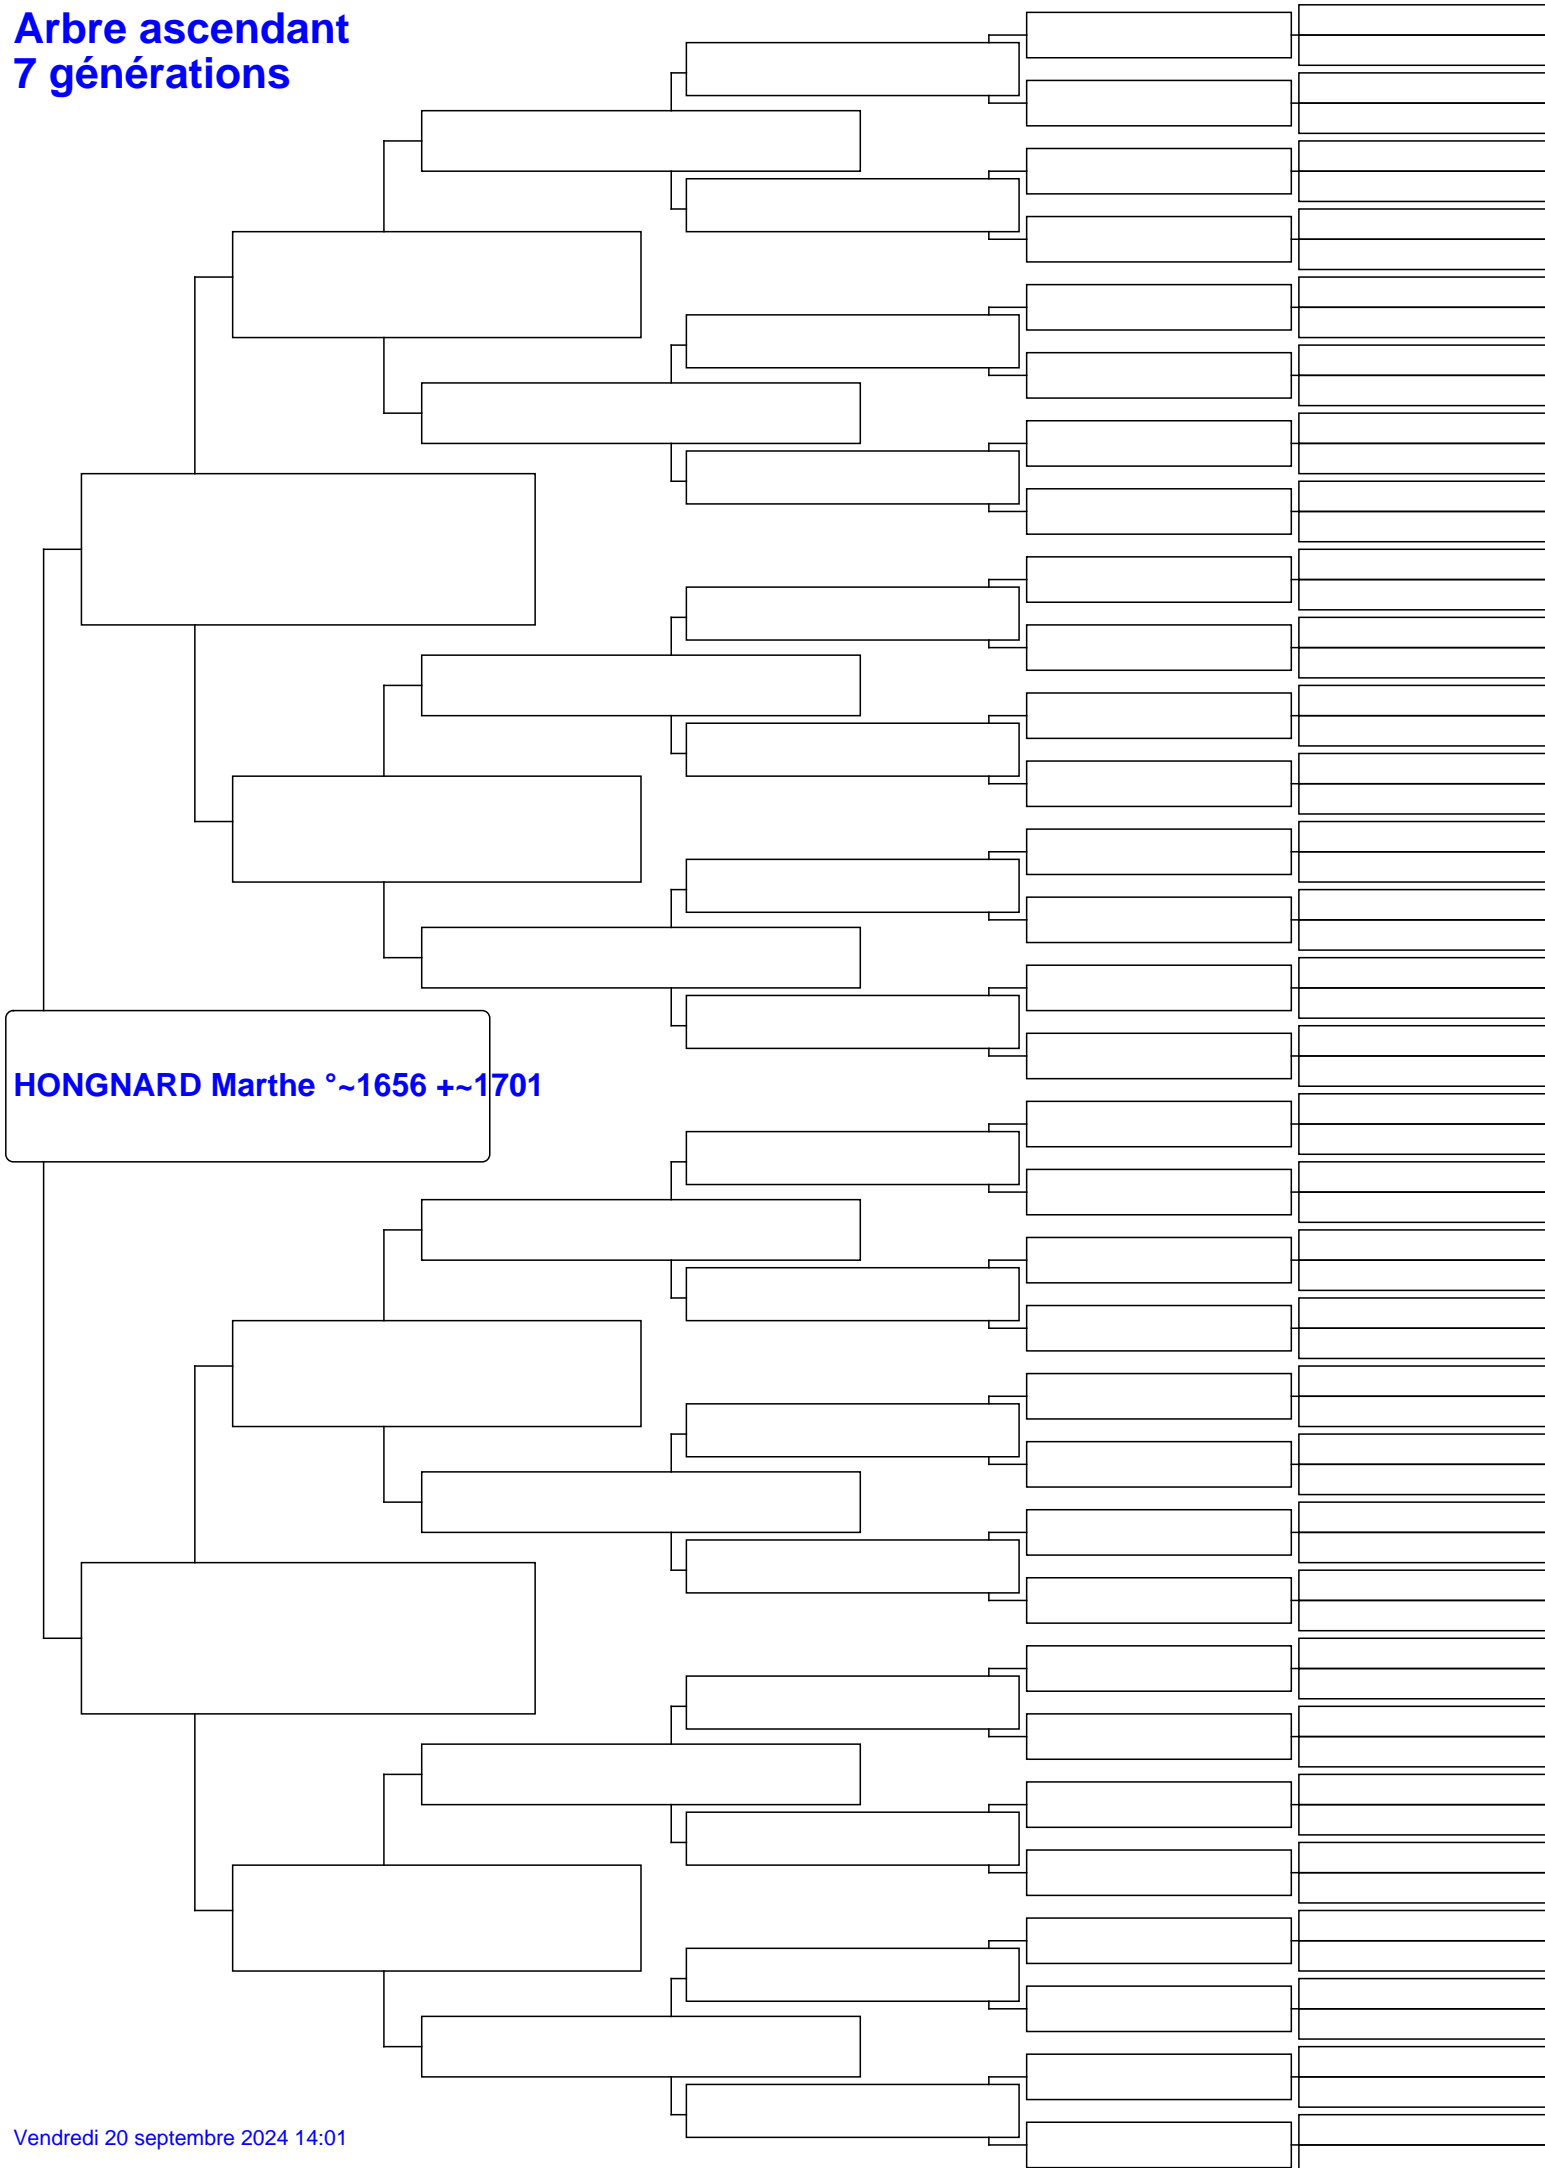 Arbre ascendant
7 générations
HONGNARD Marthe °~1656 +~1701
Vendredi 20 septembre 2024 14:01